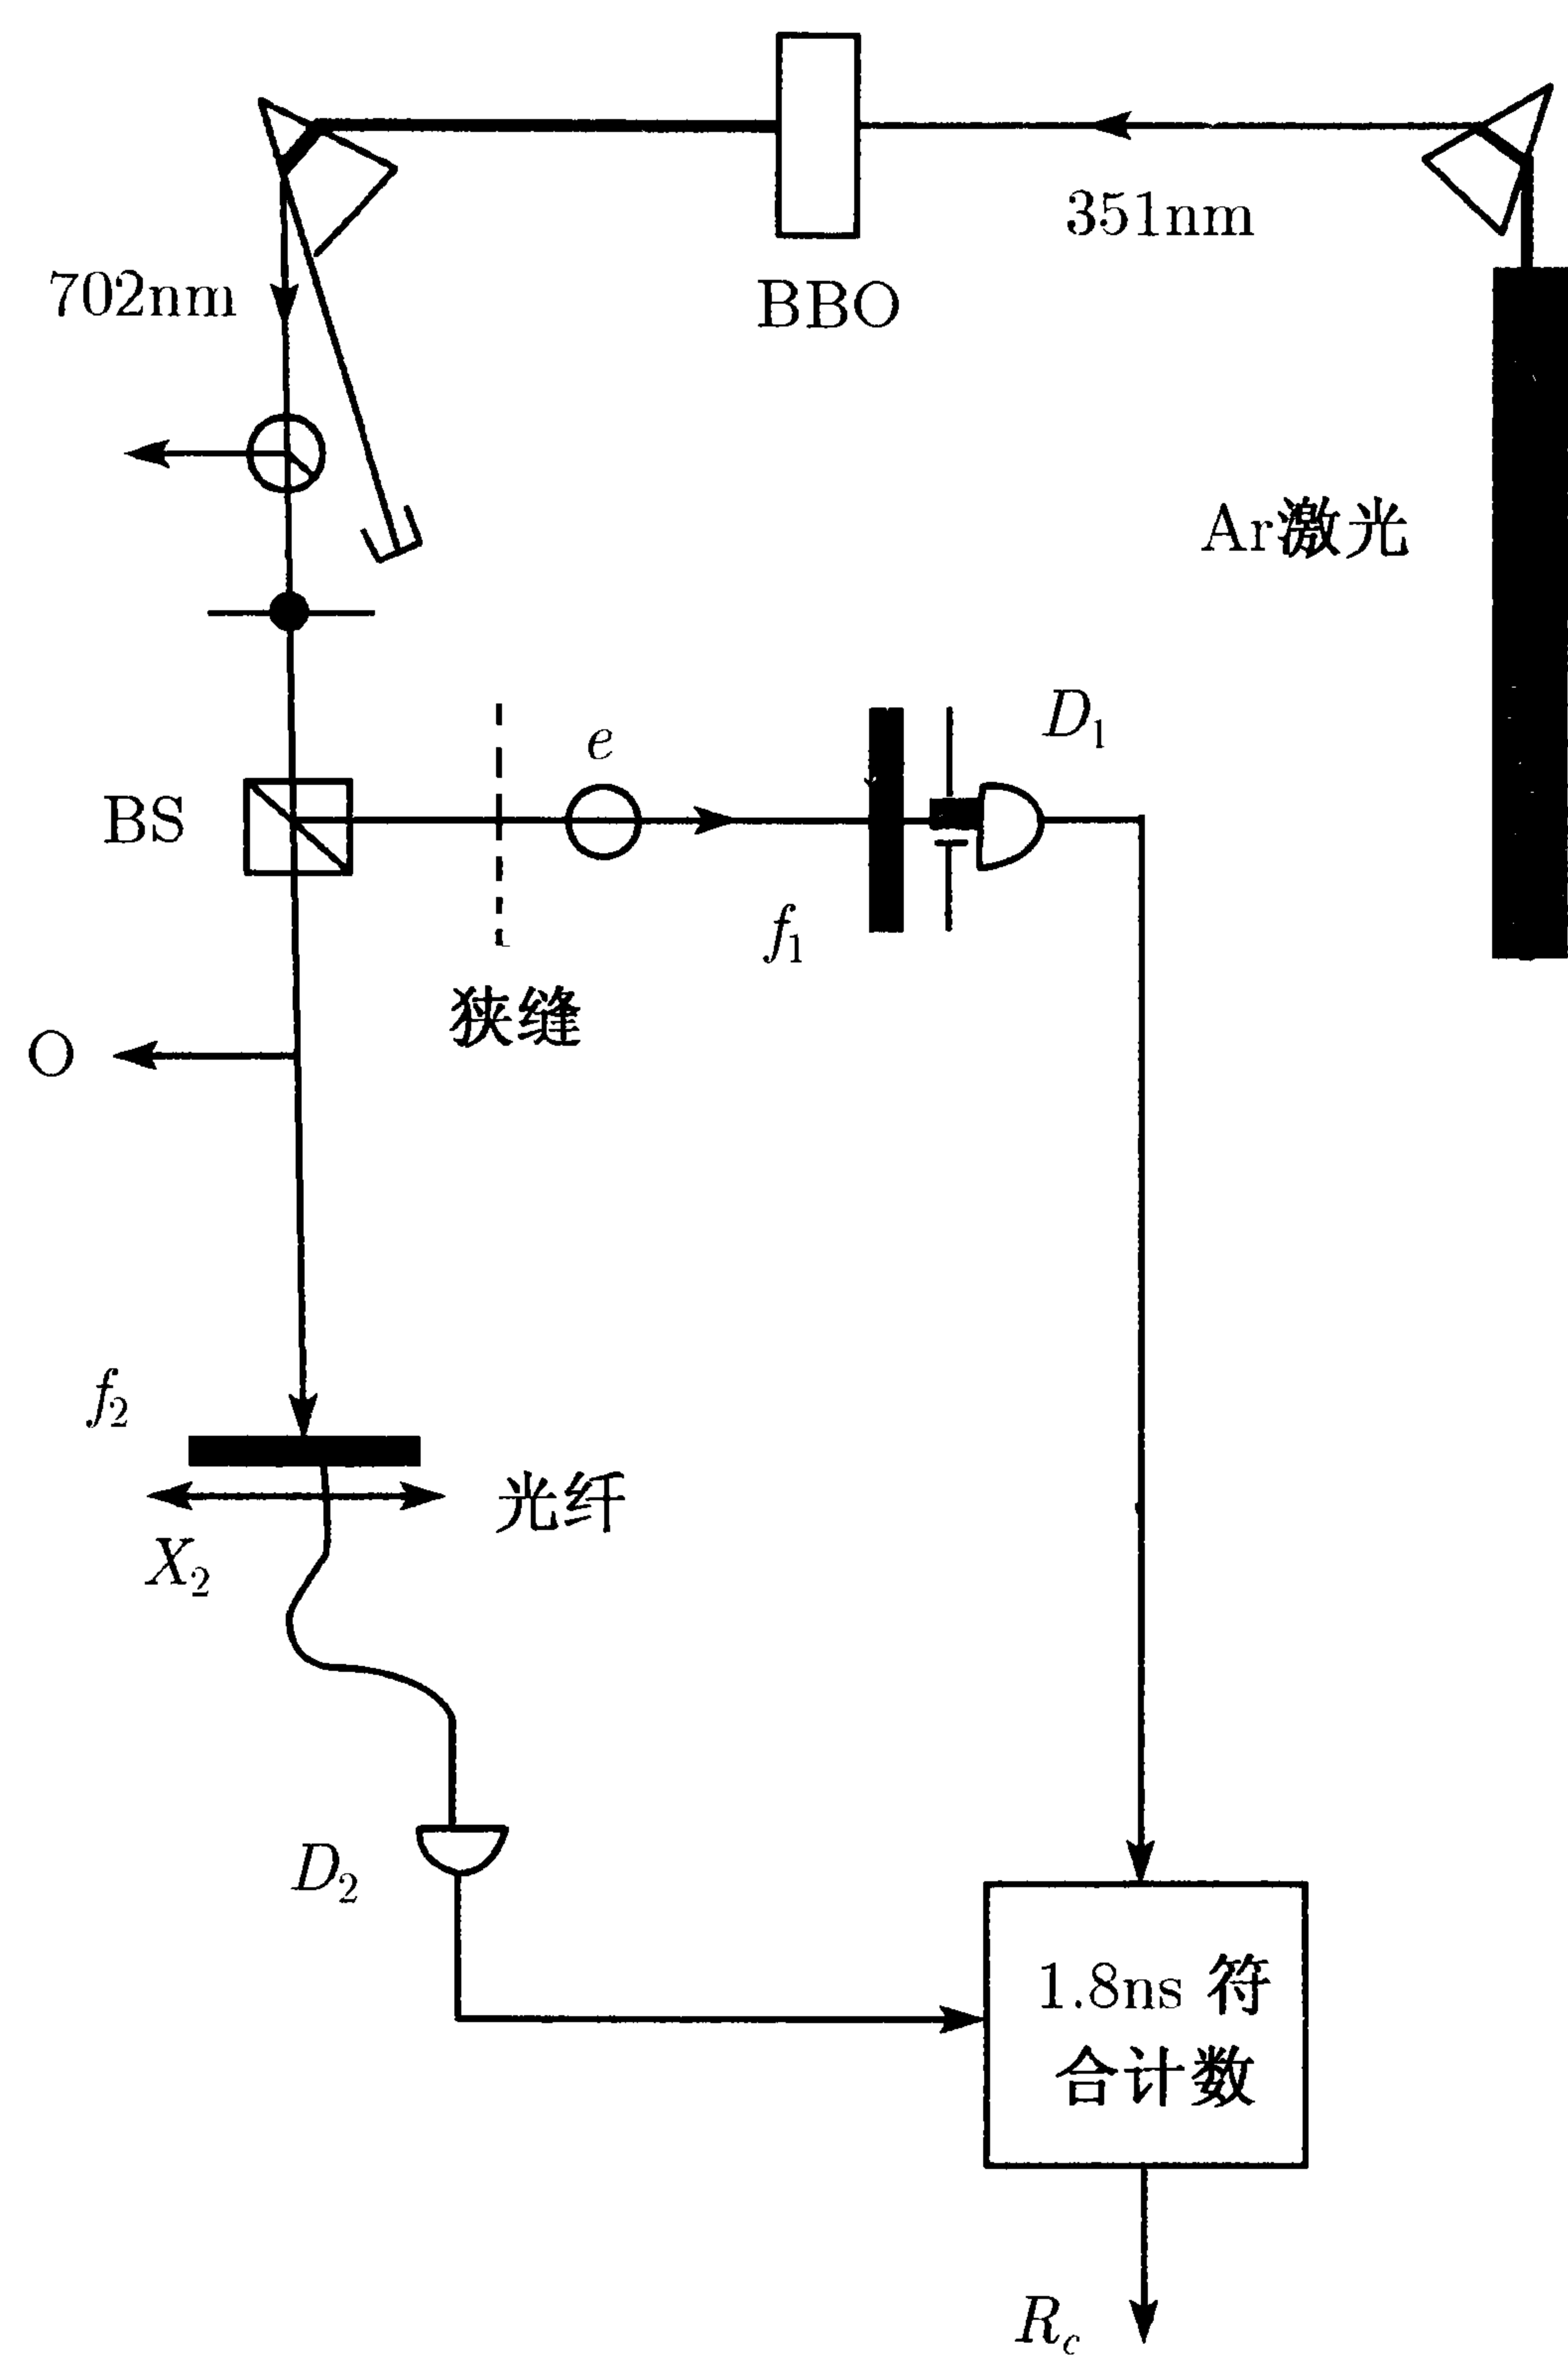 351nm
BBO
702nm
Ar激光
D₁
e
BS
f₁
狭缝
O
f₂
光纤
X₂
D₂
1.8ns 符
合计数
R_c